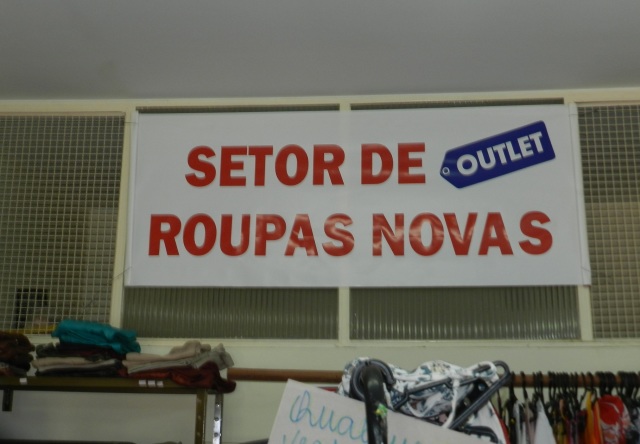 SETOR DE OUTLET
ROUPAS NOVAS